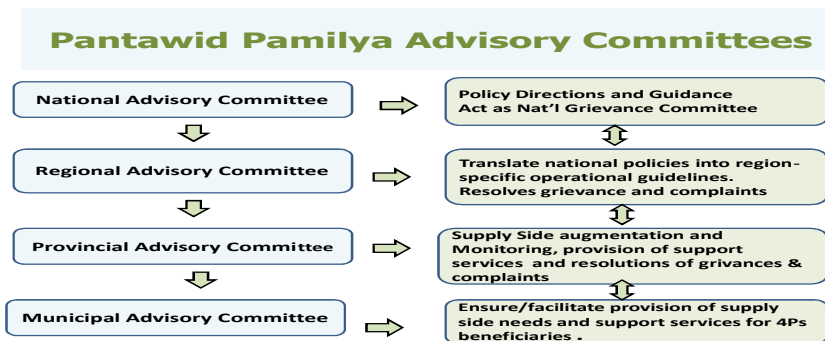 Pantawid Pamilya Advisory Committees
National Advisory Committee
Policy Directions and Guidance
Act as Nat'l Grievance Committee
Regional Advisory Committee
Translate national policies into region-
specific operational guidelines.
Resolves grievance and complaints
Provincial Advisory Committee
Supply Side augmentation and
Monitoring, provision of support
services and resolutions of grivances &
complaints
Municipal Advisory Committee
Ensure/facilitate provision of supply
side needs and support services for 4Ps
beneficiaries .